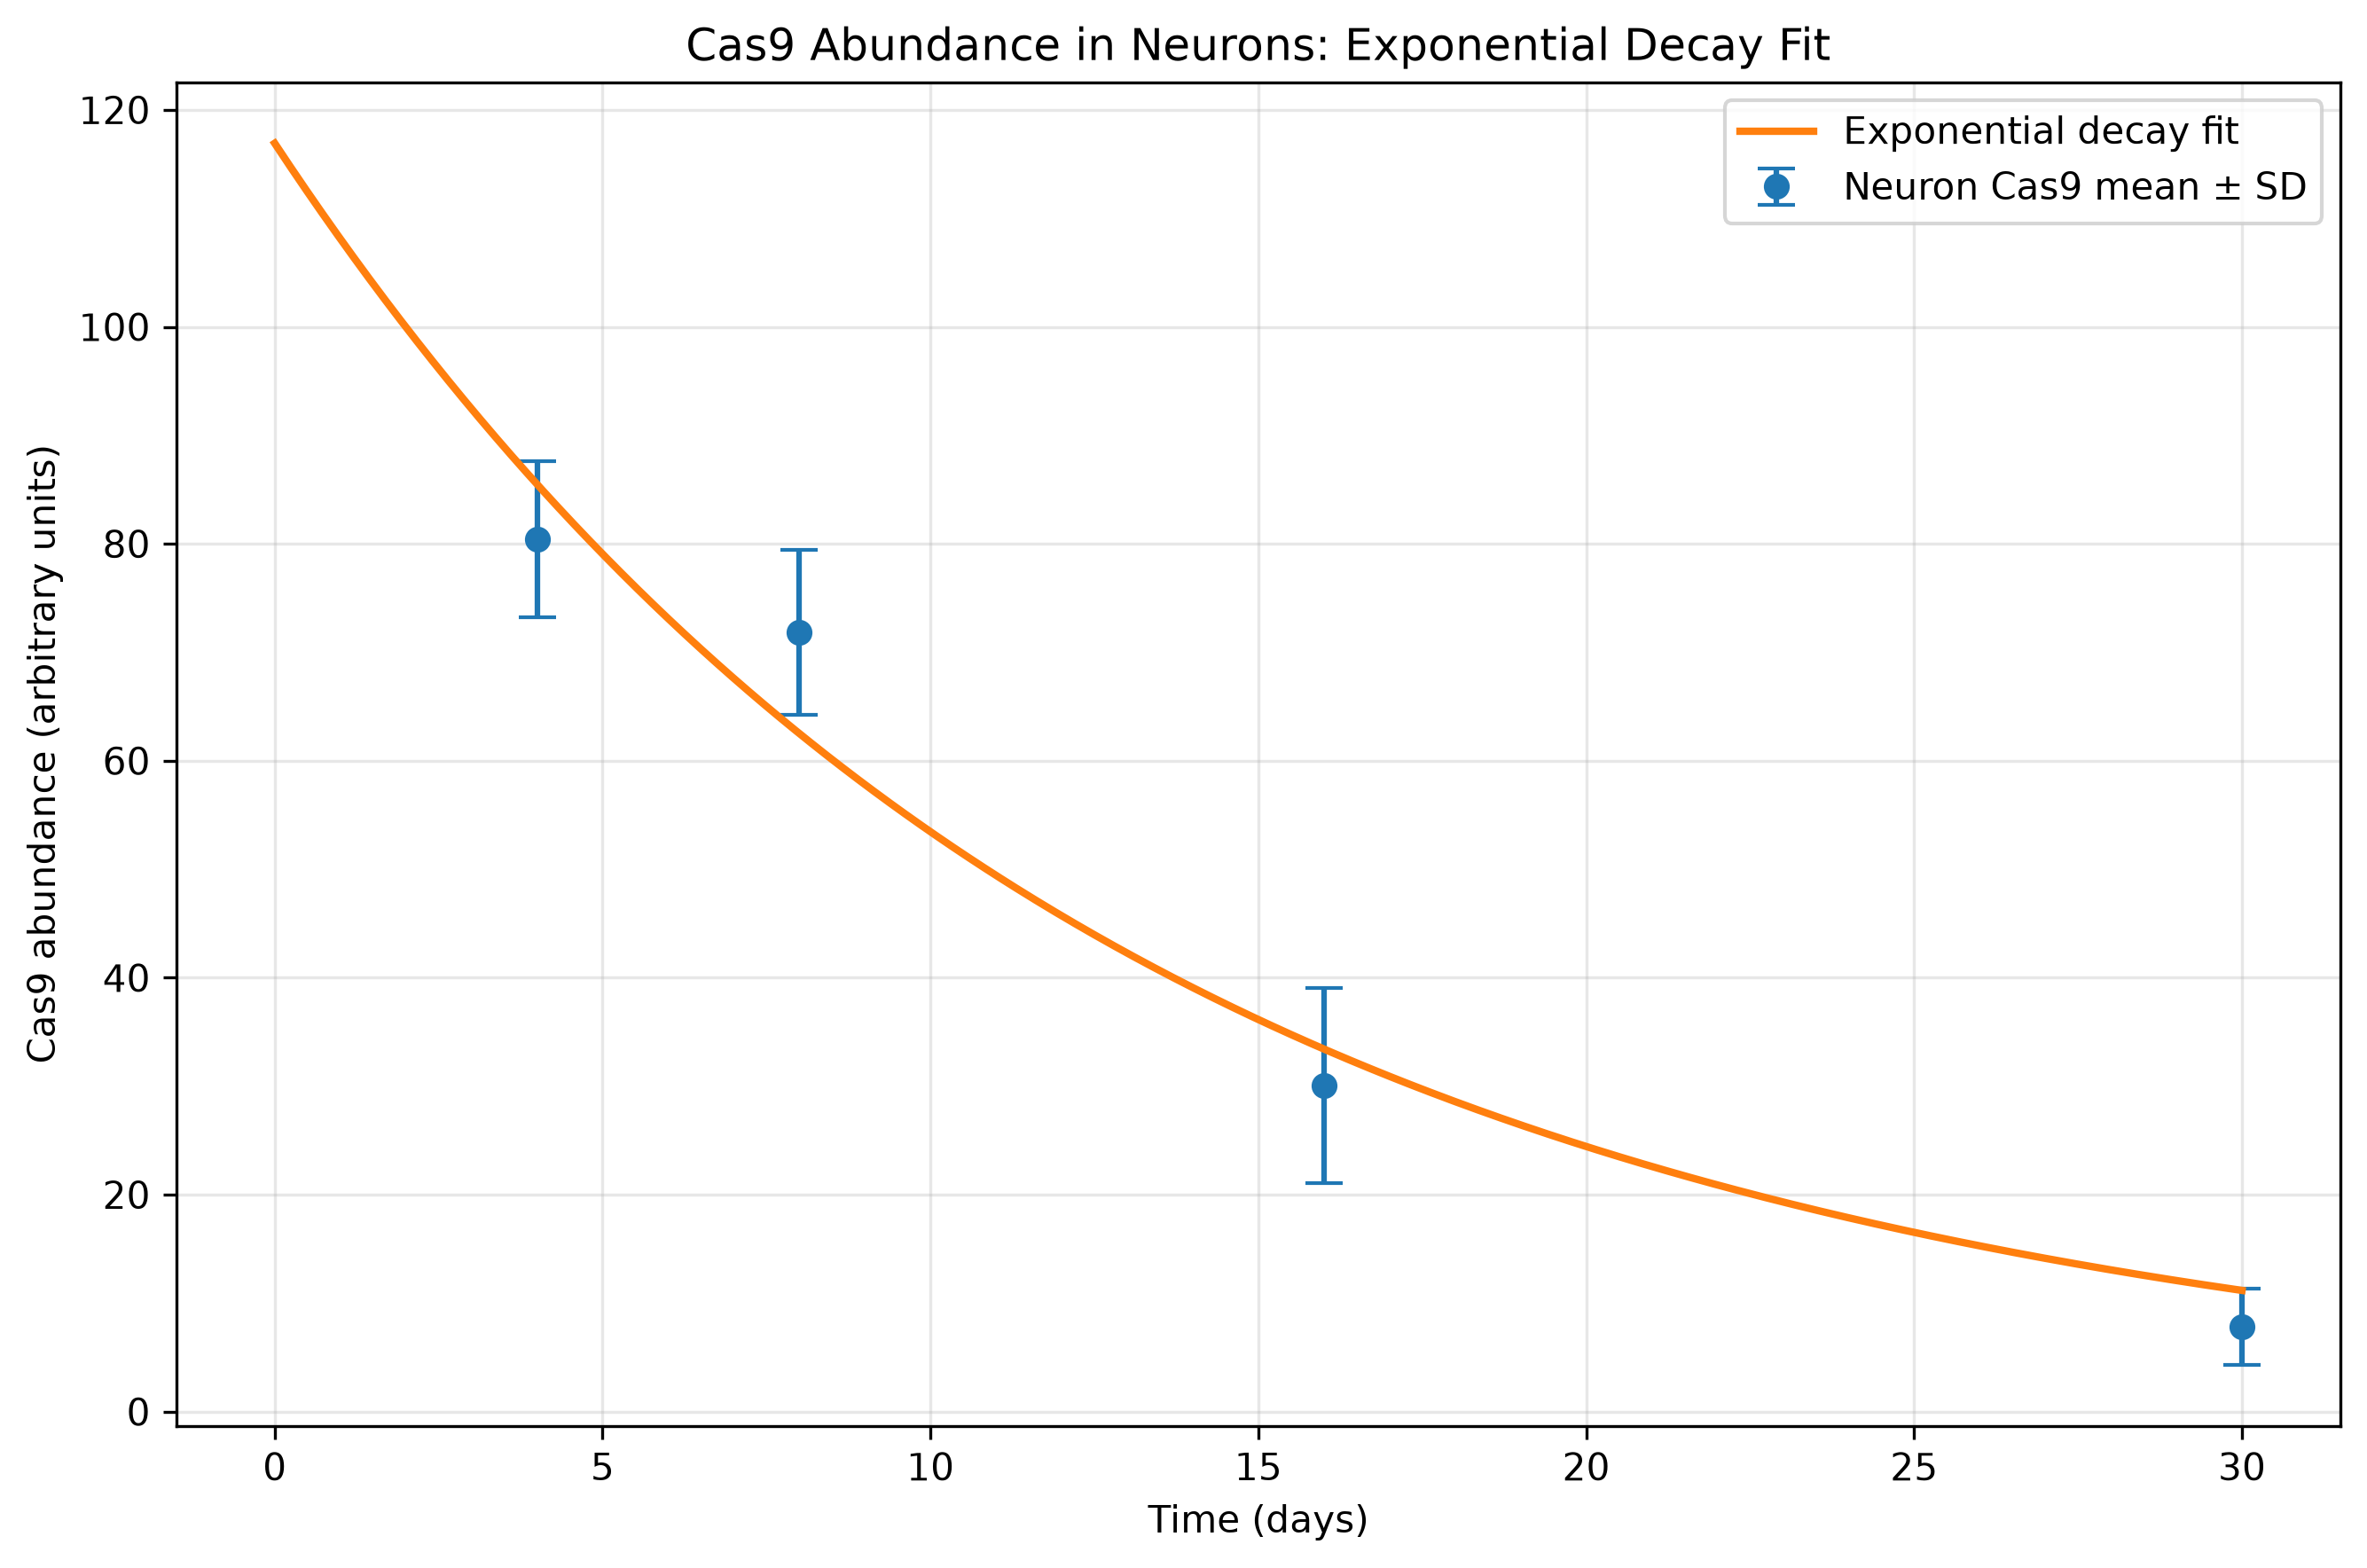 Cas9 Abundance in Neurons: Exponential Decay Fit
Exponential decay fit
Neuron Cas9 mean ± SD
Cas9 abundance (arbitrary units)
120
100
80
60
40
20
0
0 5 10 15 20 25 30
Time (days)